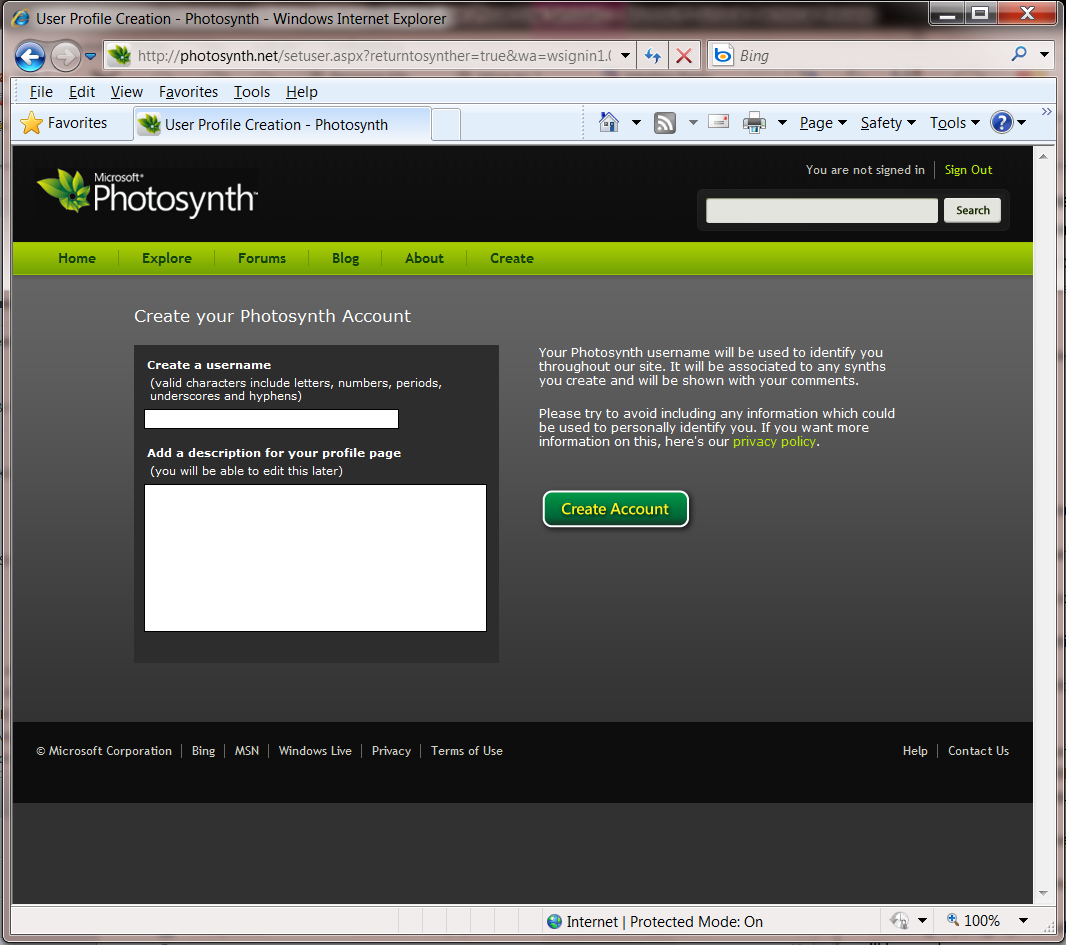 User Profile Creation - Photosynth - Windows Internet Explorer
http://photosynth.net/setuser.aspx?returntosynther=true&wa=wsignin1.(
Bing
File Edit View Favorites Tools Help
Favorites
User Profile Creation - Photosynth
Page Safety Tools
Microsoft®
Photosynth™
You are not signed in | Sign Out
Search
Home Explore Forums Blog About Create
Create your Photosynth Account
Create a username
(valid characters include letters, numbers, periods,
underscores and hyphens)
Add a description for your profile page
(you will be able to edit this later)
Your Photosynth username will be used to identify you
throughout our site. It will be associated to any synths
you create and will be shown with your comments.
Please try to avoid including any information which could
be used to personally identify you. If you want more
information on this, here's our privacy policy.
Create Account
© Microsoft Corporation | Bing | MSN | Windows Live | Privacy | Terms of Use
Help | Contact Us
Internet | Protected Mode: On
100%